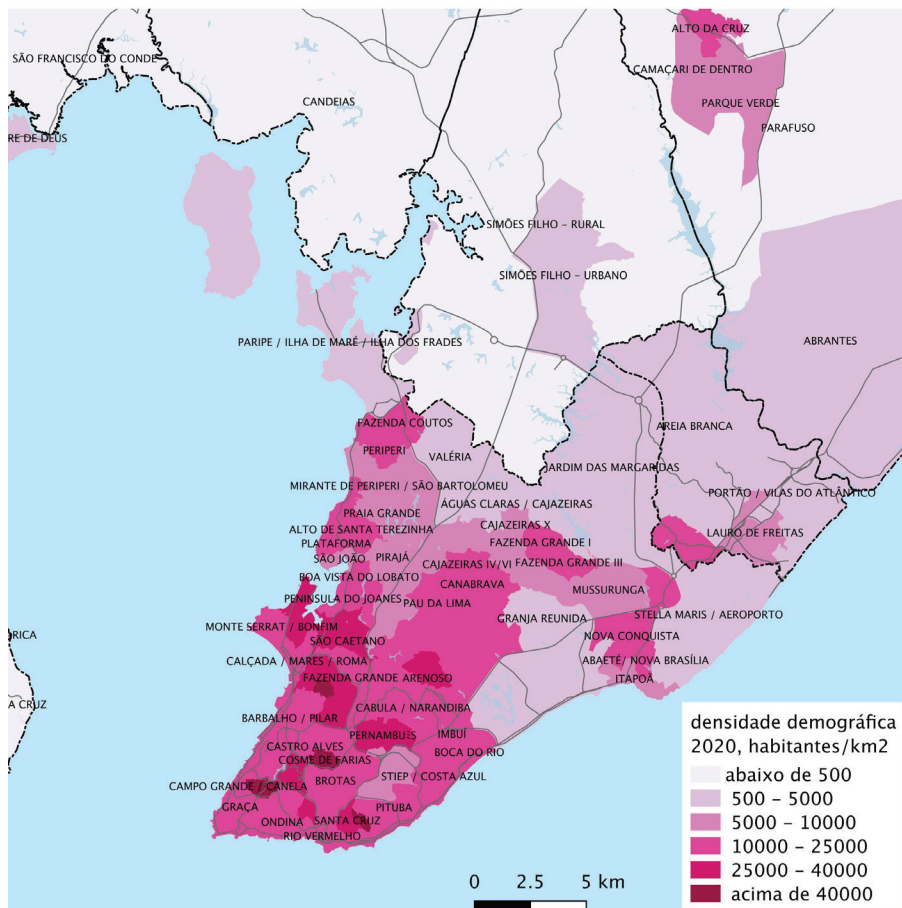 ALTO DA CRUZ
SÃO FRANCISCO DO CONDE
CAMAÇARI DE DENTRO
CANDEIAS
PARQUE VERDE
PARAFUSO
RE DE DEUS
SIMÕES FILHO – RURAL
SIMÕES FILHO – URBANO
PARIPE / ILHA DE MARÉ / ILHA DOS FRADES
ABRANTES
FAZENDA COUTOS
AREIA BRANCA
PERIPERI
VALÉRIA
JARDIM DAS MARGARIDAS
MIRANTE DE PERIPERI / SÃO BARTOLOMEU
PORTÃO / VILAS DO ATLÂNTICO
ÁGUAS CLARAS / CAJAZEIRAS
PRAIA GRANDE
CAJAZEIRAS X
ALTO DE SANTA TEREZINHA
LAURO DE FREITAS
PLATAFORMA
FAZENDA GRANDE I
SÃO JOÃO
PIRAJÁ
CAJAZEIRAS IV/VI
FAZENDA GRANDE III
BOA VISTA DO LOBATO
CANABRAVA
MUSSURUNGA
PENÍNSULA DO JOANES
PAU DA LIMA
STELLA MARIS / AEROPORTO
GRANJA REUNIDA
MONTE SERRAT / BONFIM
RICA
NOVA CONQUISTA
SÃO CAETANO
CALÇADA / MARES / ROMA
ABAETÉ/ NOVA BRASÍLIA
FAZENDA GRANDE
ARENOSO
ITAPOÃ
A CRUZ
CABULA / NARANDIBA
BARBALHO / PILAR
PERNAMBUÉS
IMBUÍ
CASTRO ALVES
BOCA DO RIO
COSME DE FARIAS
STIEP / COSTA AZUL
BROTAS
CAMPO GRANDE / CANELA
GRAÇA
PITUBA
ONDINA
SANTA CRUZ
RIO VERMELHO
densidade demográfica
2020, habitantes/km2
abaixo de 500
500 – 5000
5000 – 10000
10000 – 25000
25000 – 40000
acima de 40000
0 2.5 5 km